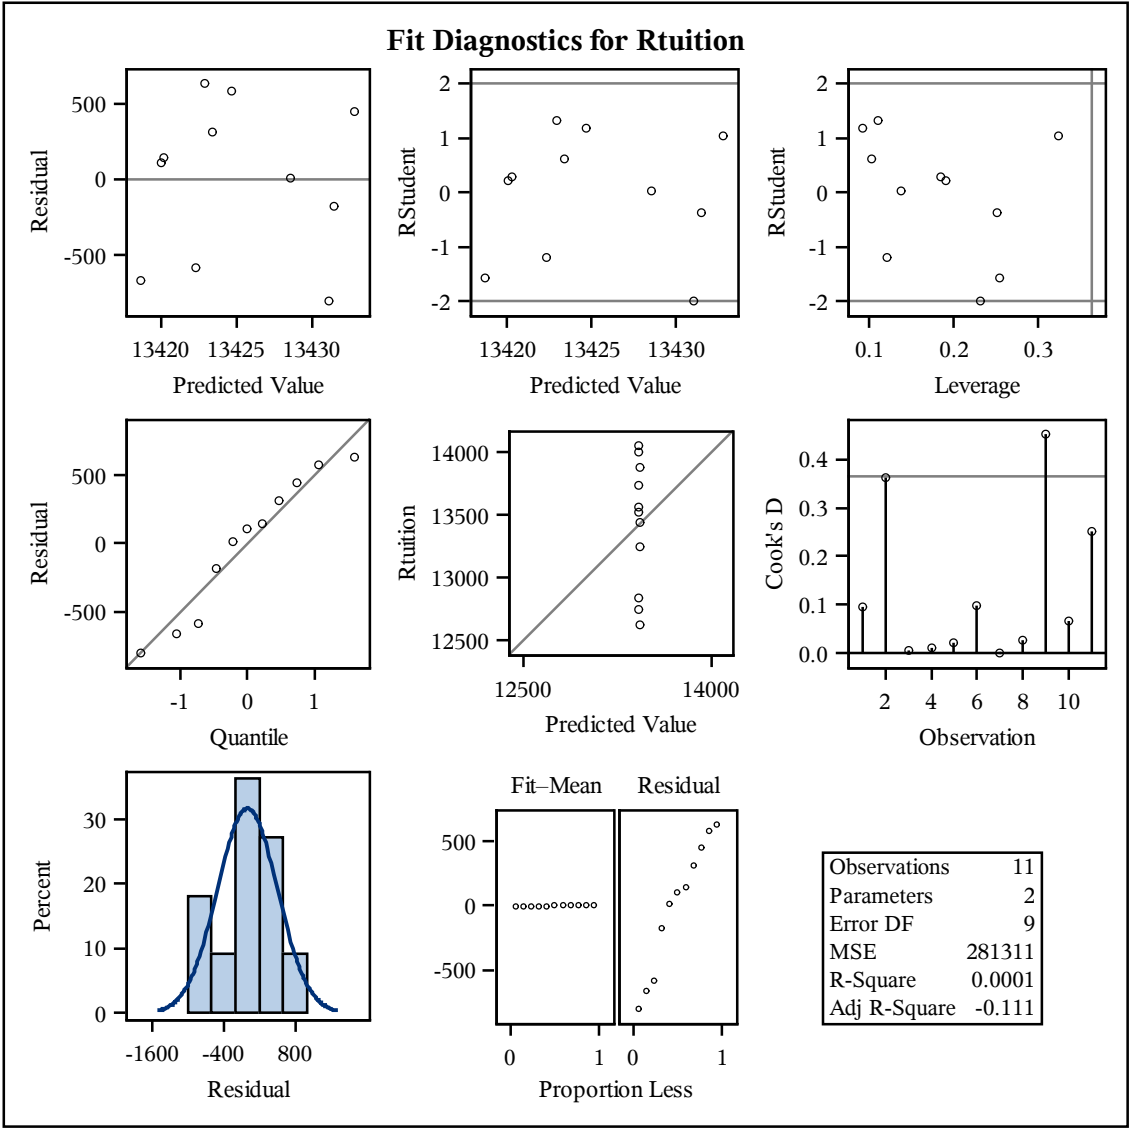 Fit Diagnostics for Rtuition
500
0
-500
Residual
13420 13425 13430
Predicted Value
2
1
0
-1
-2
RStudent
13420 13425 13430
Predicted Value
2
1
0
-1
-2
RStudent
0.1 0.2 0.3
Leverage
500
0
-500
Residual
-1 0 1
Quantile
14000
13500
13000
12500
Rtuition
12500 14000
Predicted Value
0.4
0.3
0.2
0.1
0.0
Cook's D
2 4 6 8 10
Observation
30
20
10
0
Percent
-1600 -400 800
Residual
Fit–Mean Residual
500
0
-500
0 1 0 1
Proportion Less
Observations 11
Parameters 2
Error DF 9
MSE 281311
R-Square 0.0001
Adj R-Square -0.111